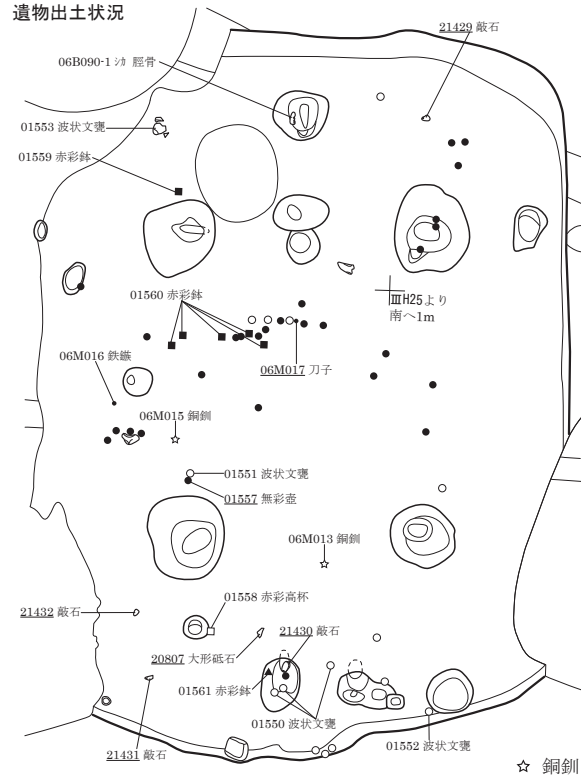 遺物出土状況
21429 敲石
06B090-1 シカ 脛骨
01553 波状文甕
01559 赤彩鉢
ⅢH25より
南へ1m
01560 赤彩鉢
06M016 鉄鏃
06M017 刀子
06M015 銅釧
01551 波状文甕
01557 無彩壺
06M013 銅釧
01558 赤彩高杯
21432 敲石
21430 敲石
20807 大形砥石
01561 赤彩鉢
01550 波状文甕
01552 波状文甕
21431 敲石
☆ 銅釧